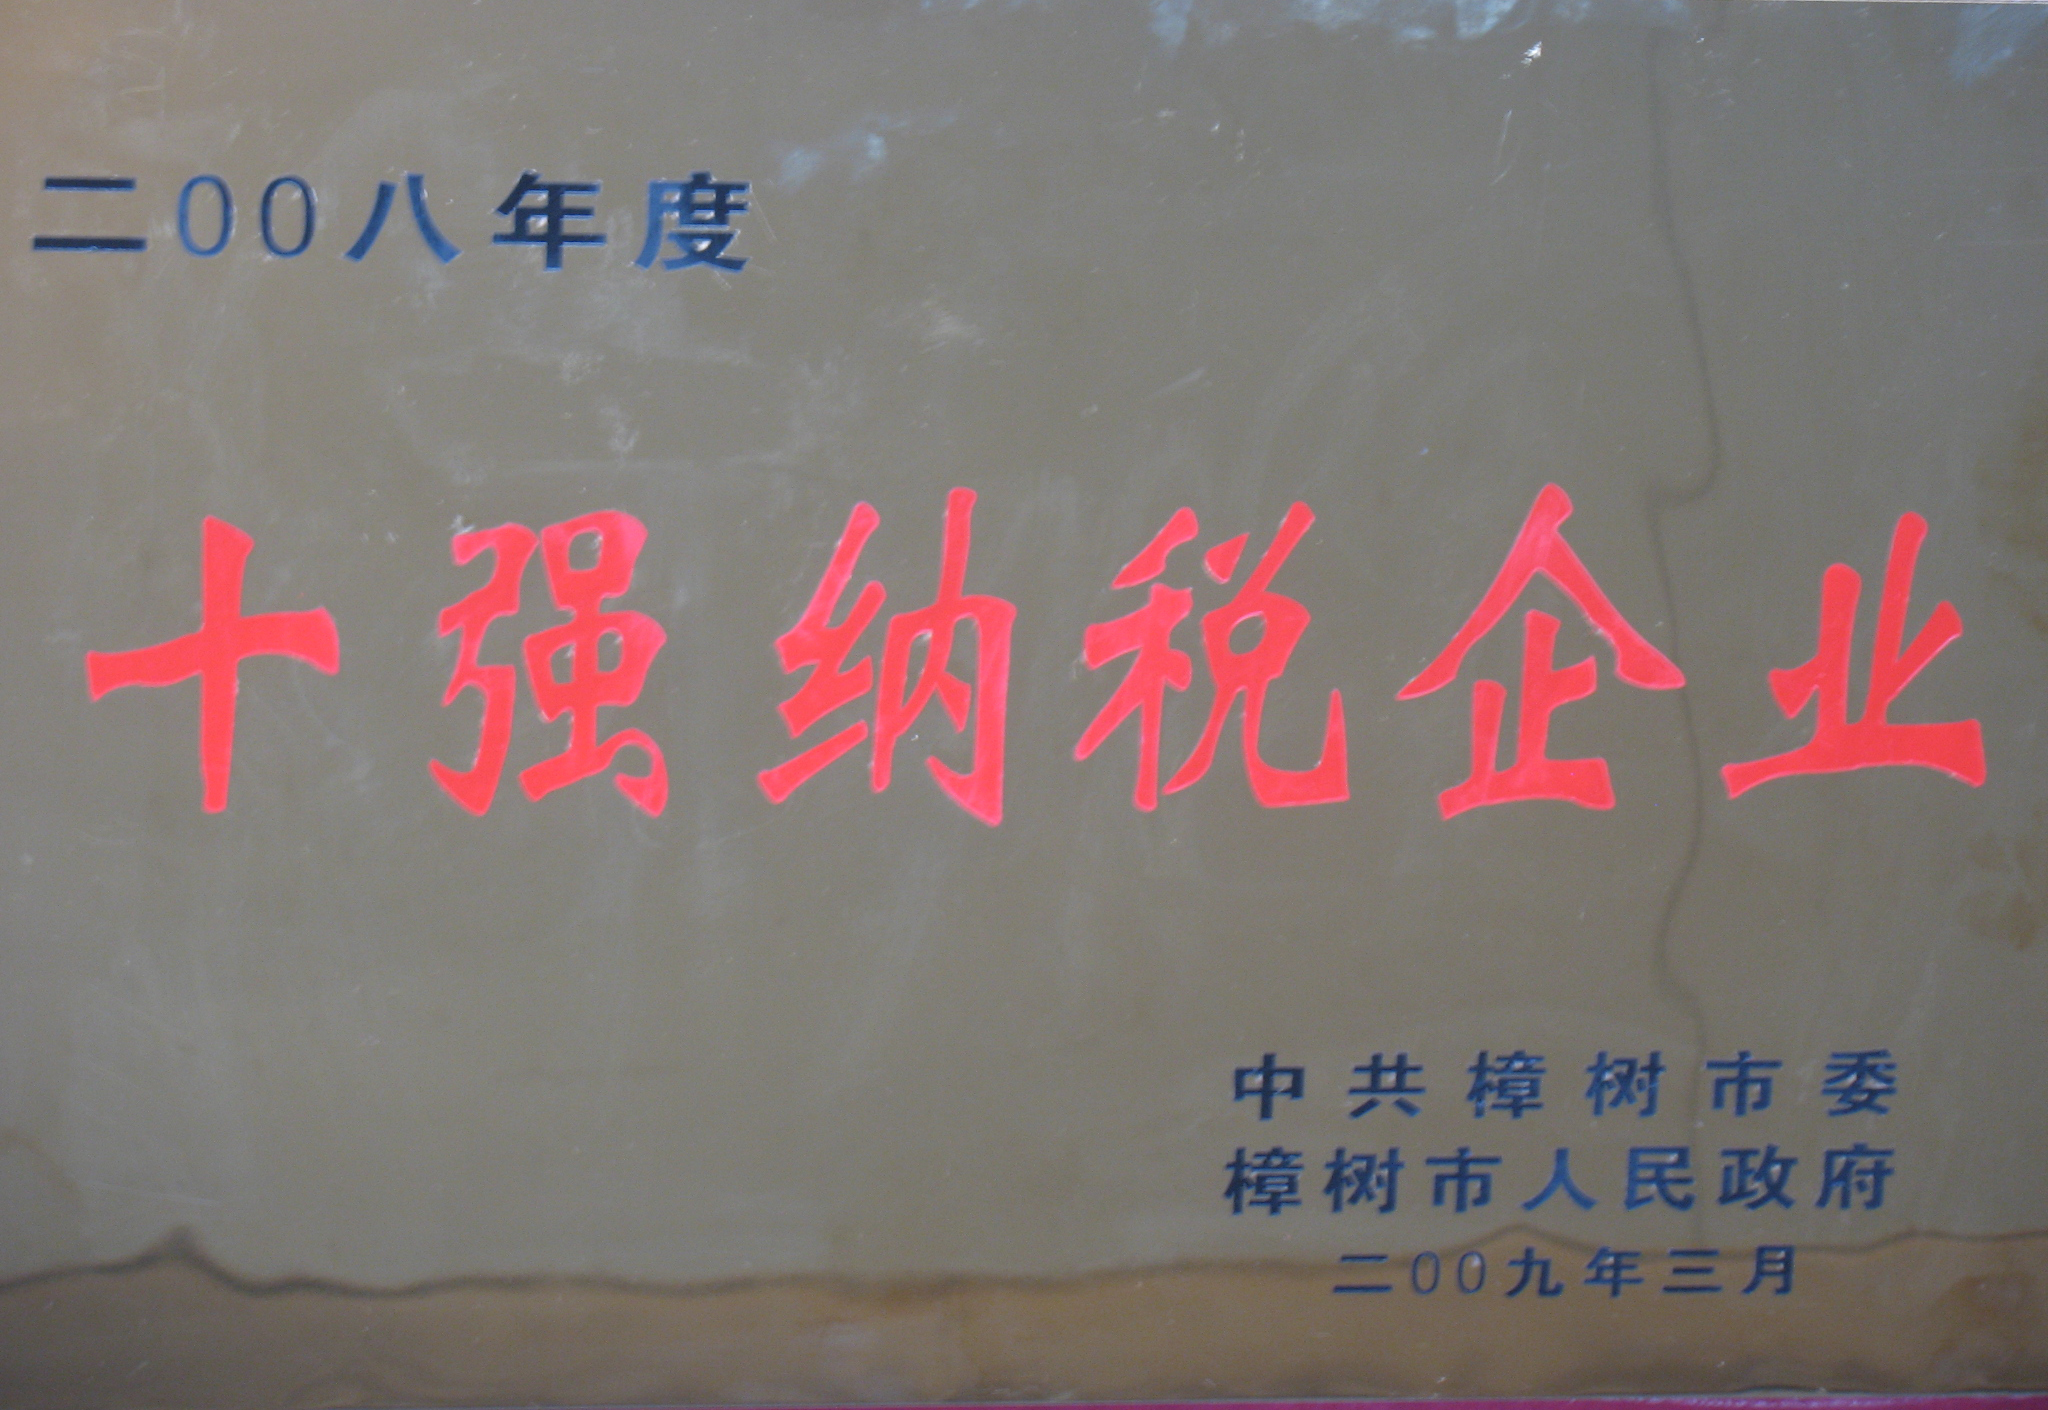 二00八年度
十强纳税企业
中共樟树市委
樟树市人民政府
二00九年三月